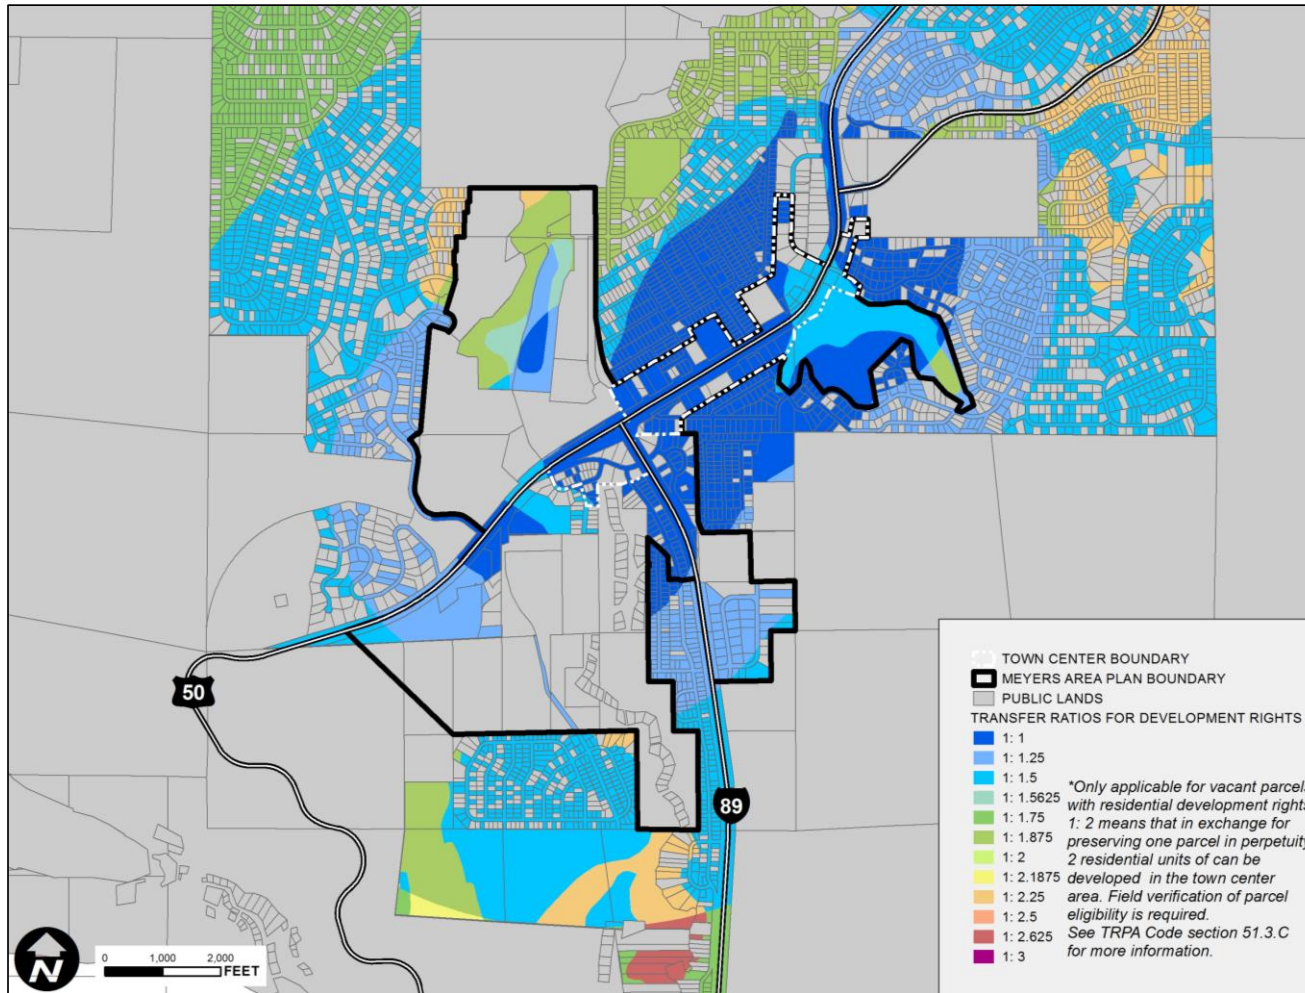 50
89
N
0 1,000 2,000
FEET
TOWN CENTER BOUNDARY
MEYERS AREA PLAN BOUNDARY
PUBLIC LANDS
TRANSFER RATIOS FOR DEVELOPMENT RIGHTS
1: 1
1: 1.25
1: 1.5
1: 1.5625
1: 1.75
1: 1.875
1: 2
1: 2.1875
1: 2.25
1: 2.5
1: 2.625
1: 3
*Only applicable for vacant parcels
with residential development rights
1: 2 means that in exchange for
preserving one parcel in perpetuity
2 residential units of can be
developed in the town center
area. Field verification of parcel
eligibility is required.
See TRPA Code section 51.3.C
for more information.